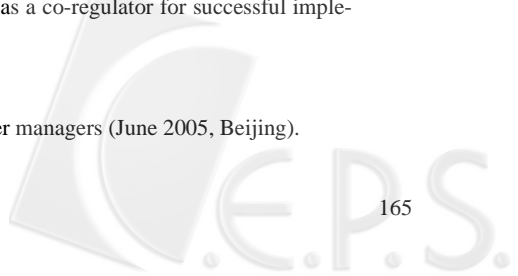 as a co-regulator for successful imple-
er managers (June 2005, Beijing).
165
C.E.P.S.